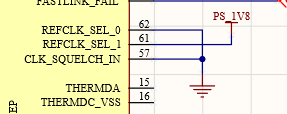 FASTLINK_FAIL
PS_1V8
REFCLK_SEL_0 62
REFCLK_SEL_1 61
CLK_SQUELCH_IN 57
THERMDA 15
THERMDC_VSS 16
EP